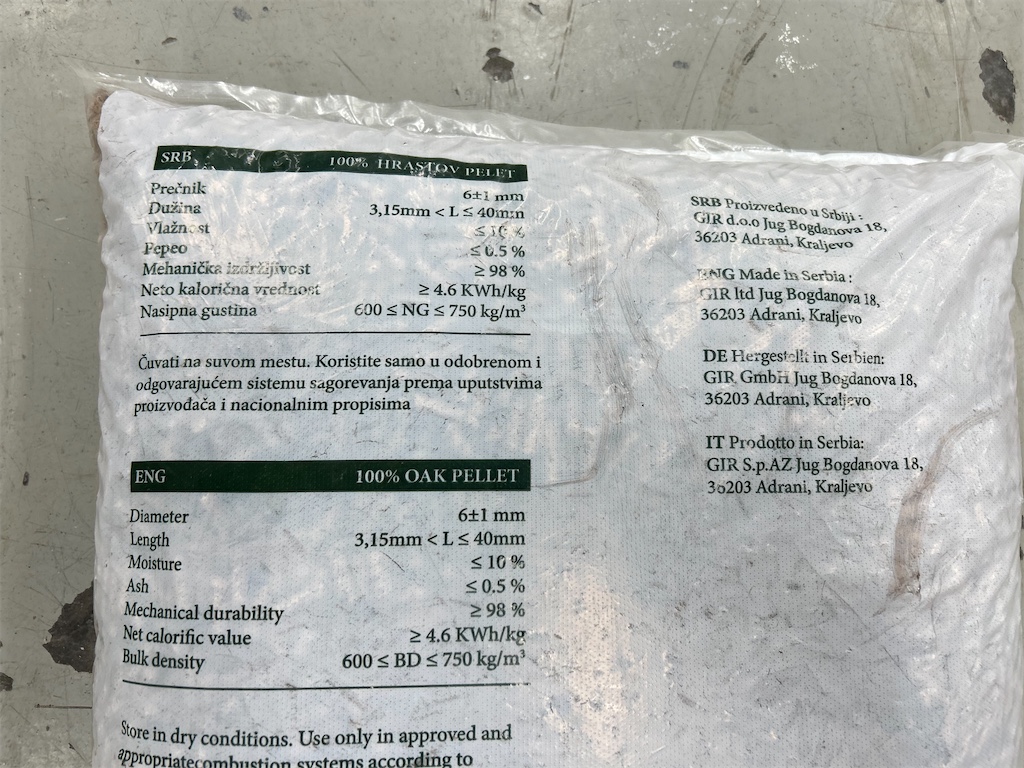 SRB 100% HRASTOV PELET
Prečnik 6±1 mm
Dužina 3,15mm < L ≤ 40mm
Vlažnost ≤ 10 %
Pepeo ≤ 0.5 %
Mehanička izdržljivost ≥ 98 %
Neto kalorična vrednost ≥ 4.6 KWh/kg
Nasipna gustina 600 ≤ NG ≤ 750 kg/m³
Čuvati na suvom mestu. Koristite samo u odobrenom i
odgovarajućem sistemu sagorevanja prema uputstvima
proizvođača i nacionalnim propisima
ENG 100% OAK PELLET
Diameter 6±1 mm
Length 3,15mm < L ≤ 40mm
Moisture ≤ 10 %
Ash ≤ 0.5 %
Mechanical durability ≥ 98 %
Net calorific value ≥ 4.6 KWh/kg
Bulk density 600 ≤ BD ≤ 750 kg/m³
Store in dry conditions. Use only in approved and
appropriatecombustion systems according to
SRB Proizvedeno u Srbiji :
GIR d.o.o Jug Bogdanova 18,
36203 Adrani, Kraljevo
ENG Made in Serbia :
GIR ltd Jug Bogdanova 18,
36203 Adrani, Kraljevo
DE Hergestellt in Serbien:
GIR GmbH Jug Bogdanova 18,
36203 Adrani, Kraljevo
IT Prodotto in Serbia:
GIR S.p.AZ Jug Bogdanova 18,
36203 Adrani, Kraljevo